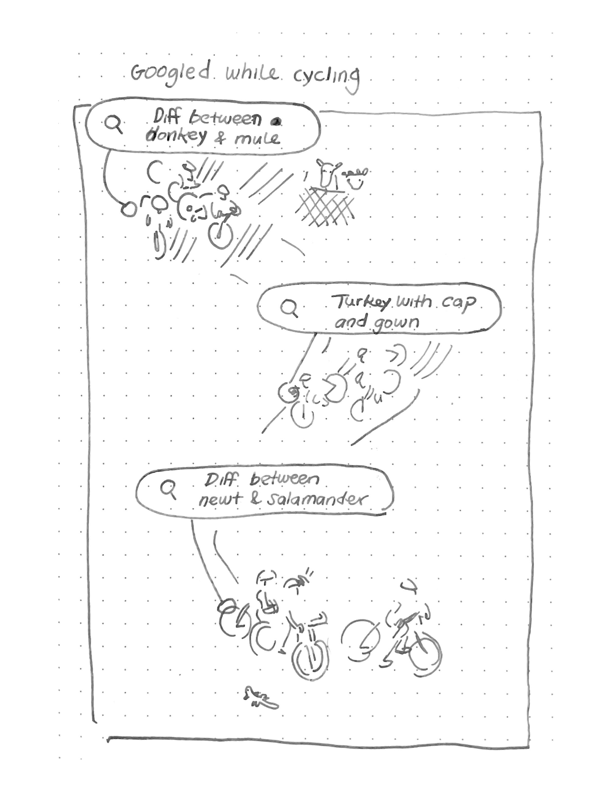 Googled while cycling
Diff between
donkey & mule
Turkey with cap
and gown
Diff between
newt & salamander